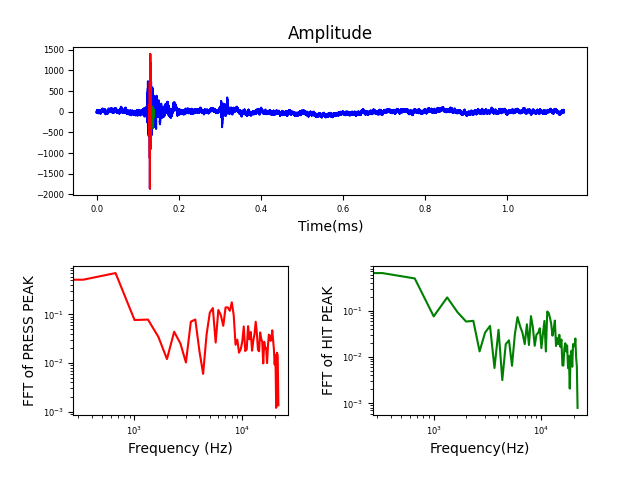 Amplitude
1500
1000
500
0
−500
−1000
−1500
−2000
0.0 0.2 0.4 0.6 0.8 1.0
Time(ms)
FFT of PRESS PEAK
10⁻¹
10⁻²
10⁻³
10³ 10⁴
Frequency (Hz)
FFT of HIT PEAK
10⁻¹
10⁻²
10⁻³
10³ 10⁴
Frequency(Hz)